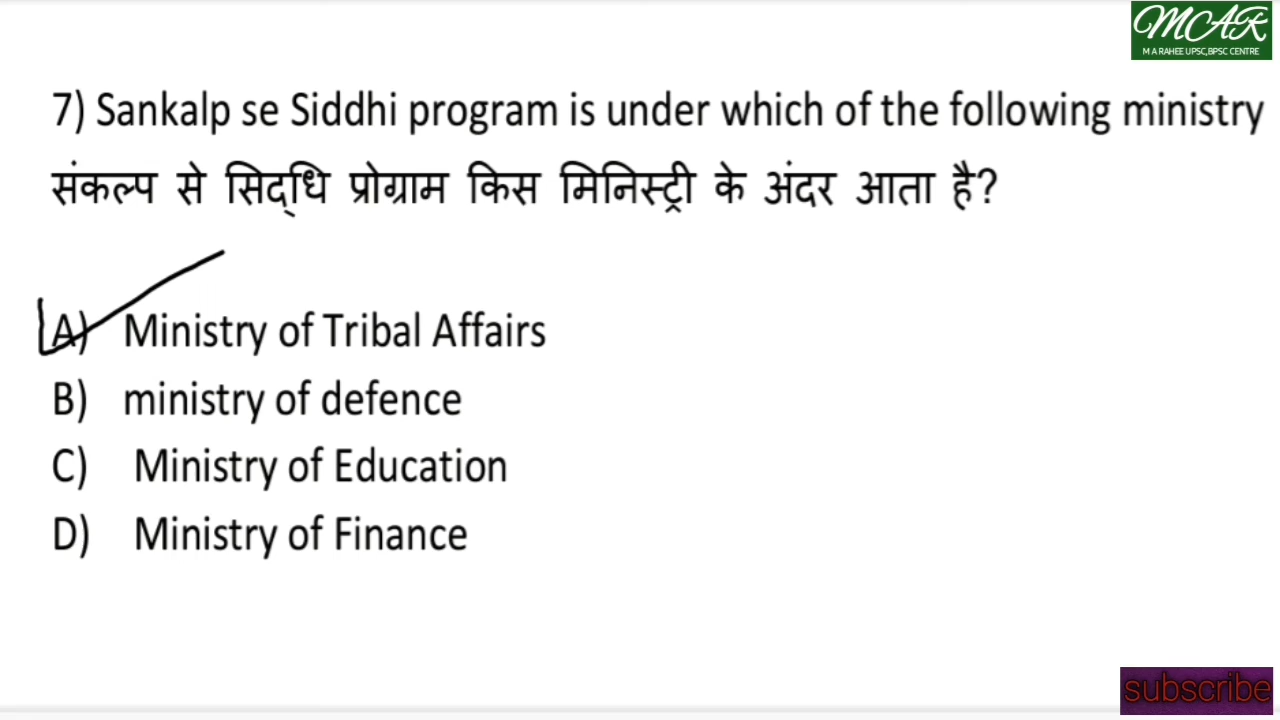 MCAR
M A RAHEE UPSC,BPSC CENTRE
7) Sankalp se Siddhi program is under which of the following ministry
संकल्प से सिद्धि प्रोग्राम किस मिनिस्ट्री के अंदर आता है?
A) Ministry of Tribal Affairs
B) ministry of defence
C) Ministry of Education
D) Ministry of Finance
subscribe